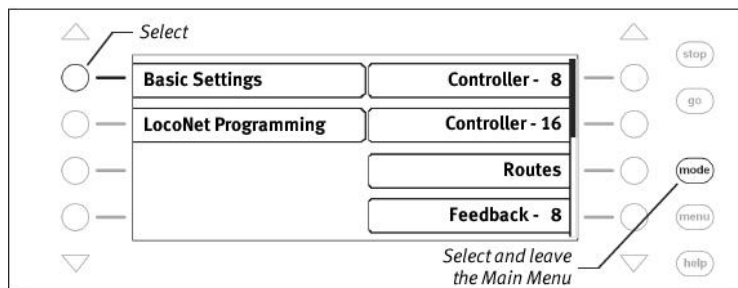 Select
stop
Basic Settings
Controller - 8
go
LocoNet Programming
Controller - 16
Routes
mode
Feedback - 8
menu
Select and leave
the Main Menu
help